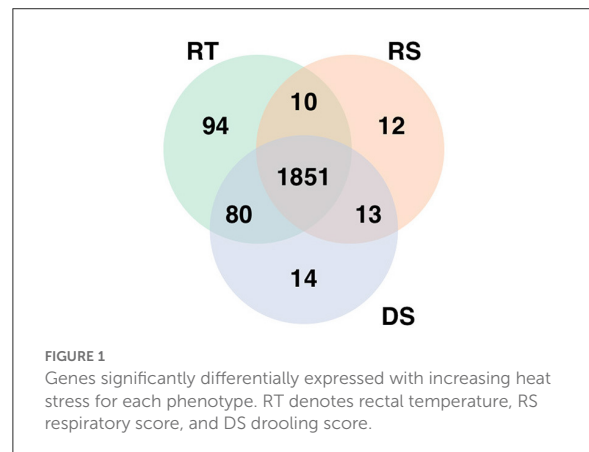 RT
RS
10
94
12
1851
80
13
14
DS
FIGURE 1
Genes significantly differentially expressed with increasing heat
stress for each phenotype. RT denotes rectal temperature, RS
respiratory score, and DS drooling score.